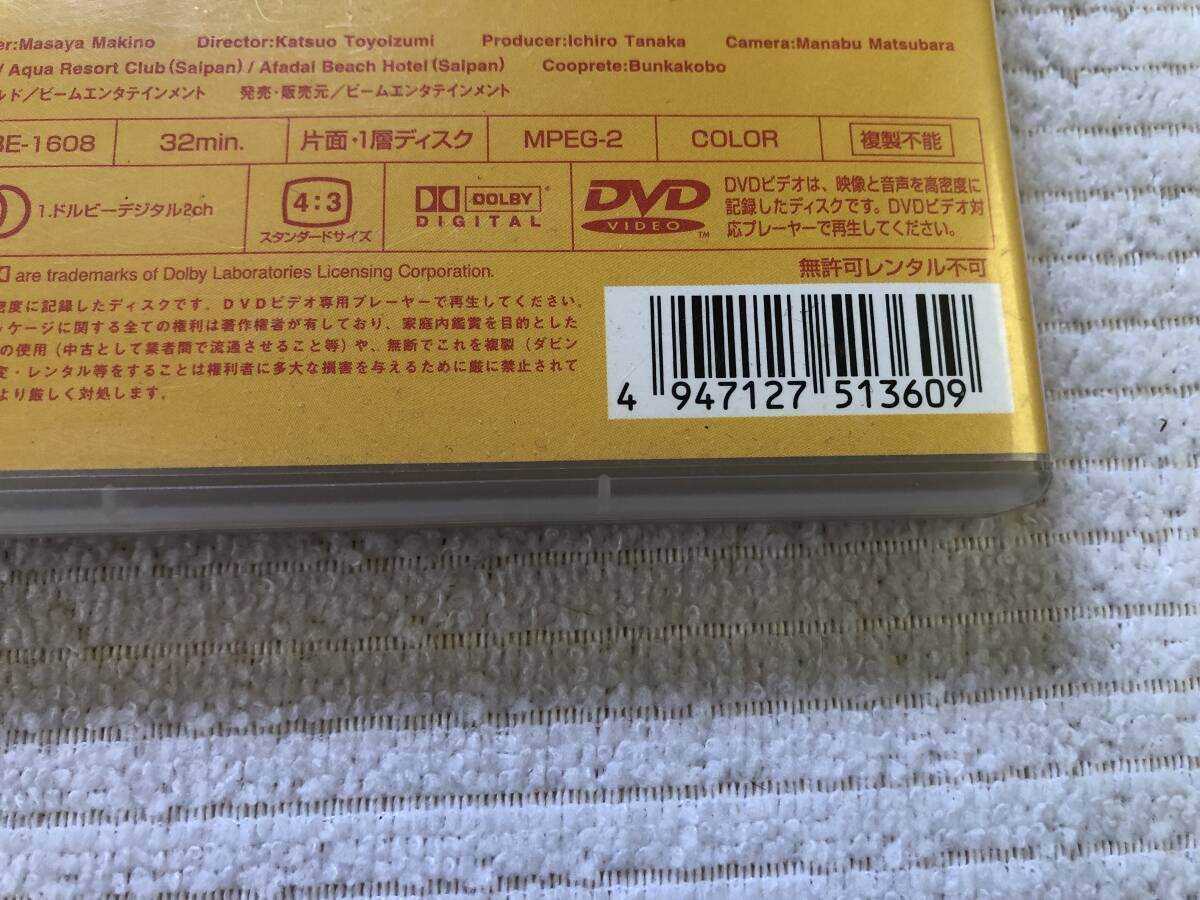 er:Masaya Makino Director:Katsuo Toyoizumi Producer:Ichiro Tanaka Camera:Manabu Matsubara
/ Aqua Resort Club(Saipan) / Afadal Beach Hotel(Saipan) Cooprete:Bunkakobo
ルド／ビームエンタテインメント 発売・販売元／ビームエンタテインメント
BE-1608 32min. 片面・1層ディスク MPEG-2 COLOR 複製不能
1.ドルビーデジタル2ch
4:3
スタンダードサイズ
DOLBY
DIGITAL
DVD
VIDEO
TM
DVDビデオは、映像と音声を高密度に
記録したディスクです。DVDビデオ対
応プレーヤーで再生してください。
are trademarks of Dolby Laboratories Licensing Corporation.
無許可レンタル不可
密度に記録したディスクです。DVDビデオ専用プレーヤーで再生してください。
ッケージに関する全ての権利は著作権者が有しており、家庭内鑑賞を目的とした
の使用（中古として業者間で流通させること等）や、無断でこれを複製（ダビン
変・レンタル等をすることは権利者に多大な損害を与えるために厳に禁止されて
より厳しく対処します。
4 947127 513609